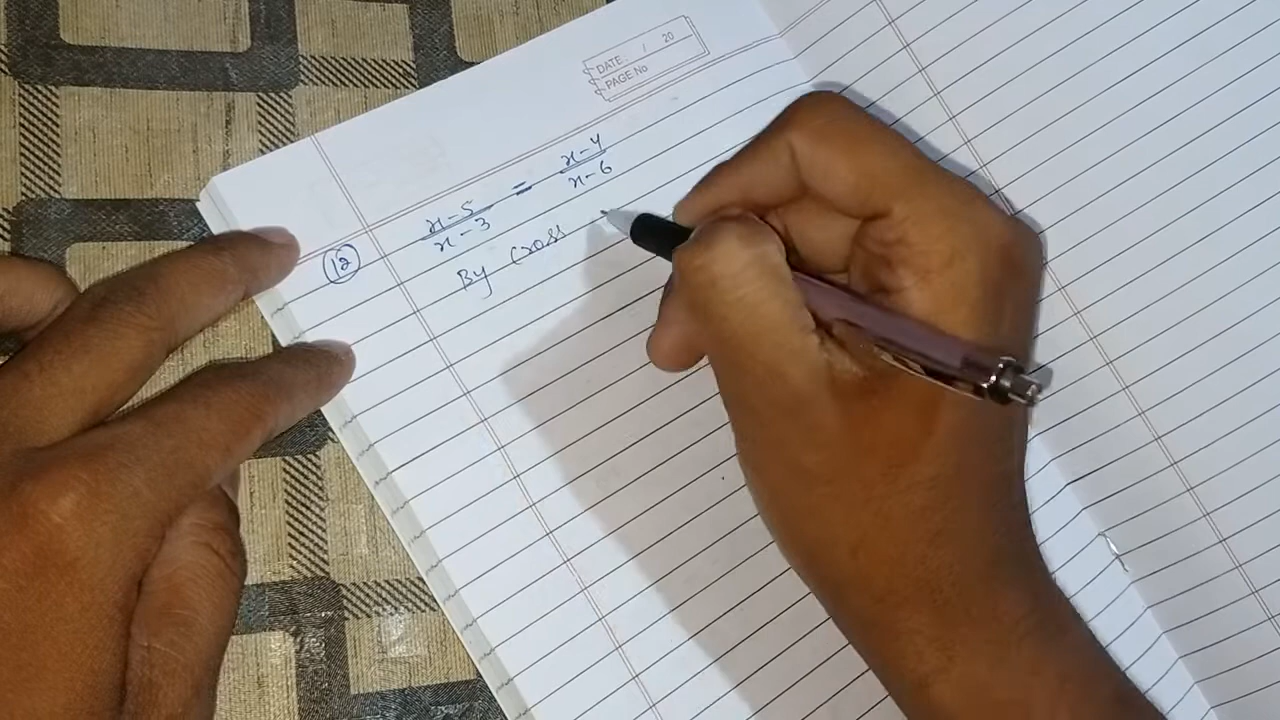 DATE. / 20
PAGE No
(12) x-5/x-3 = x-4/x-6
By Cross